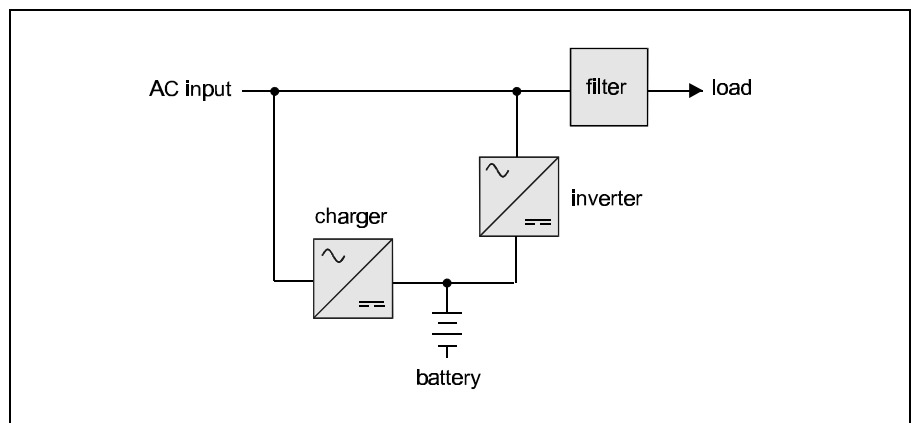 AC input
filter
load
inverter
charger
battery